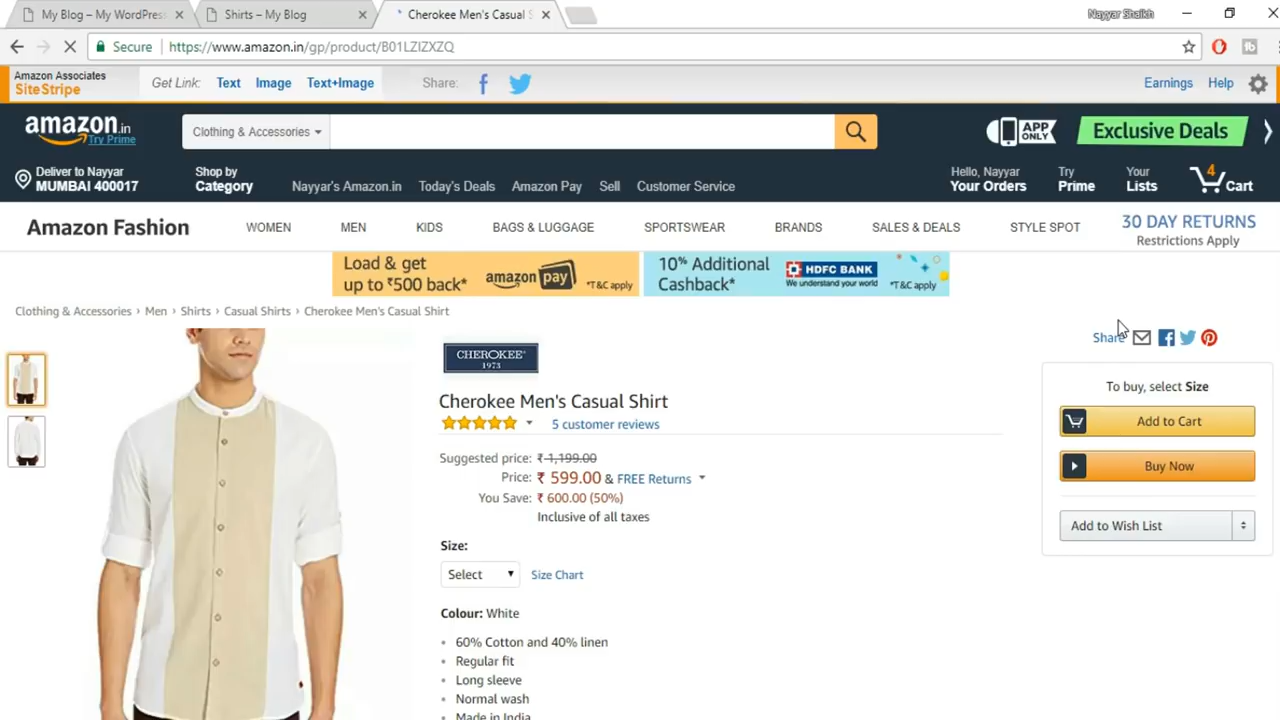 My Blog – My WordPress
Shirts – My Blog
Cherokee Men's Casual S
Nayyar Shaikh
Secure
https://www.amazon.in/gp/product/B01LZIZXZQ
Amazon Associates
SiteStripe
Get Link: Text Image Text+Image
Share:
Earnings Help
amazon.in
Try Prime
Clothing & Accessories
APP ONLY
Exclusive Deals
Deliver to Nayyar
MUMBAI 400017
Shop by
Category
Nayyar's Amazon.in Today's Deals Amazon Pay Sell Customer Service
Hello, Nayyar
Your Orders
Try
Prime
Your
Lists
4
Cart
Amazon Fashion
WOMEN MEN KIDS BAGS & LUGGAGE SPORTSWEAR BRANDS SALES & DEALS STYLE SPOT
30 DAY RETURNS
Restrictions Apply
Load & get
up to ₹500 back*
amazon pay
*T&C apply
10% Additional
Cashback*
HDFC BANK
We understand your world
*T&C apply
Clothing & Accessories › Men › Shirts › Casual Shirts › Cherokee Men's Casual Shirt
Share
CHEROKEE
1973
Cherokee Men's Casual Shirt
5 customer reviews
Suggested price: ₹ 1,199.00
Price: ₹ 599.00 & FREE Returns
You Save: ₹ 600.00 (50%)
Inclusive of all taxes
Size:
Select
Size Chart
Colour: White
• 60% Cotton and 40% linen
• Regular fit
• Long sleeve
• Normal wash
• Made in India
To buy, select Size
Add to Cart
Buy Now
Add to Wish List